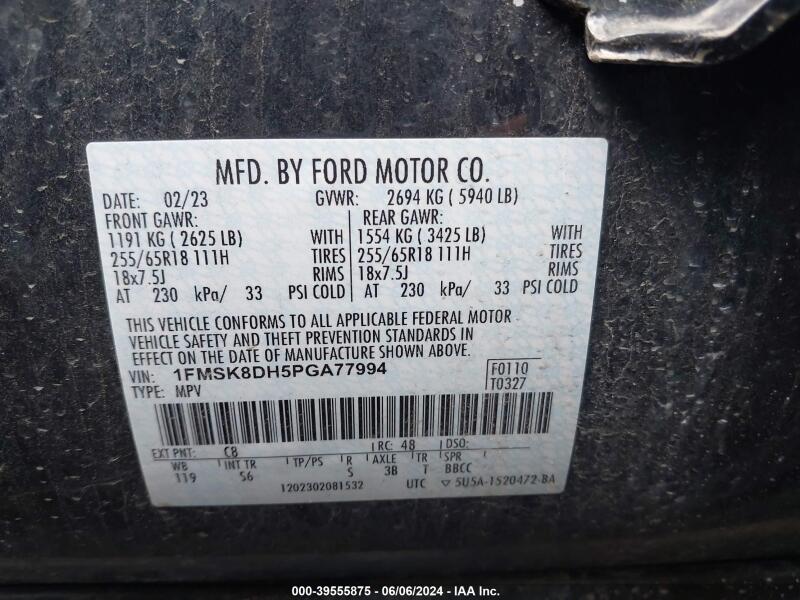 MFD. BY FORD MOTOR CO.
DATE: 02/23 GVWR: 2694 KG ( 5940 LB)
FRONT GAWR: REAR GAWR:
1191 KG ( 2625 LB) WITH 1554 KG ( 3425 LB) WITH
255/65R18 111H TIRES 255/65R18 111H TIRES
18x7.5J RIMS 18x7.5J RIMS
AT 230 kPa/ 33 PSI COLD AT 230 kPa/ 33 PSI COLD
THIS VEHICLE CONFORMS TO ALL APPLICABLE FEDERAL MOTOR
VEHICLE SAFETY AND THEFT PREVENTION STANDARDS IN
EFFECT ON THE DATE OF MANUFACTURE SHOWN ABOVE.
VIN: 1FMSK8DH5PGA77994 F0110
TYPE: MPV T0327
EXT PNT: C8 RC: 48 DSO:
WB INT TR TP/PS R AXLE TR SPR
119 S6 S 3B T BBCC
1202302081532 UTC ▽ 5U5A-1520472-BA
000-39555875 - 06/06/2024 - IAA Inc.